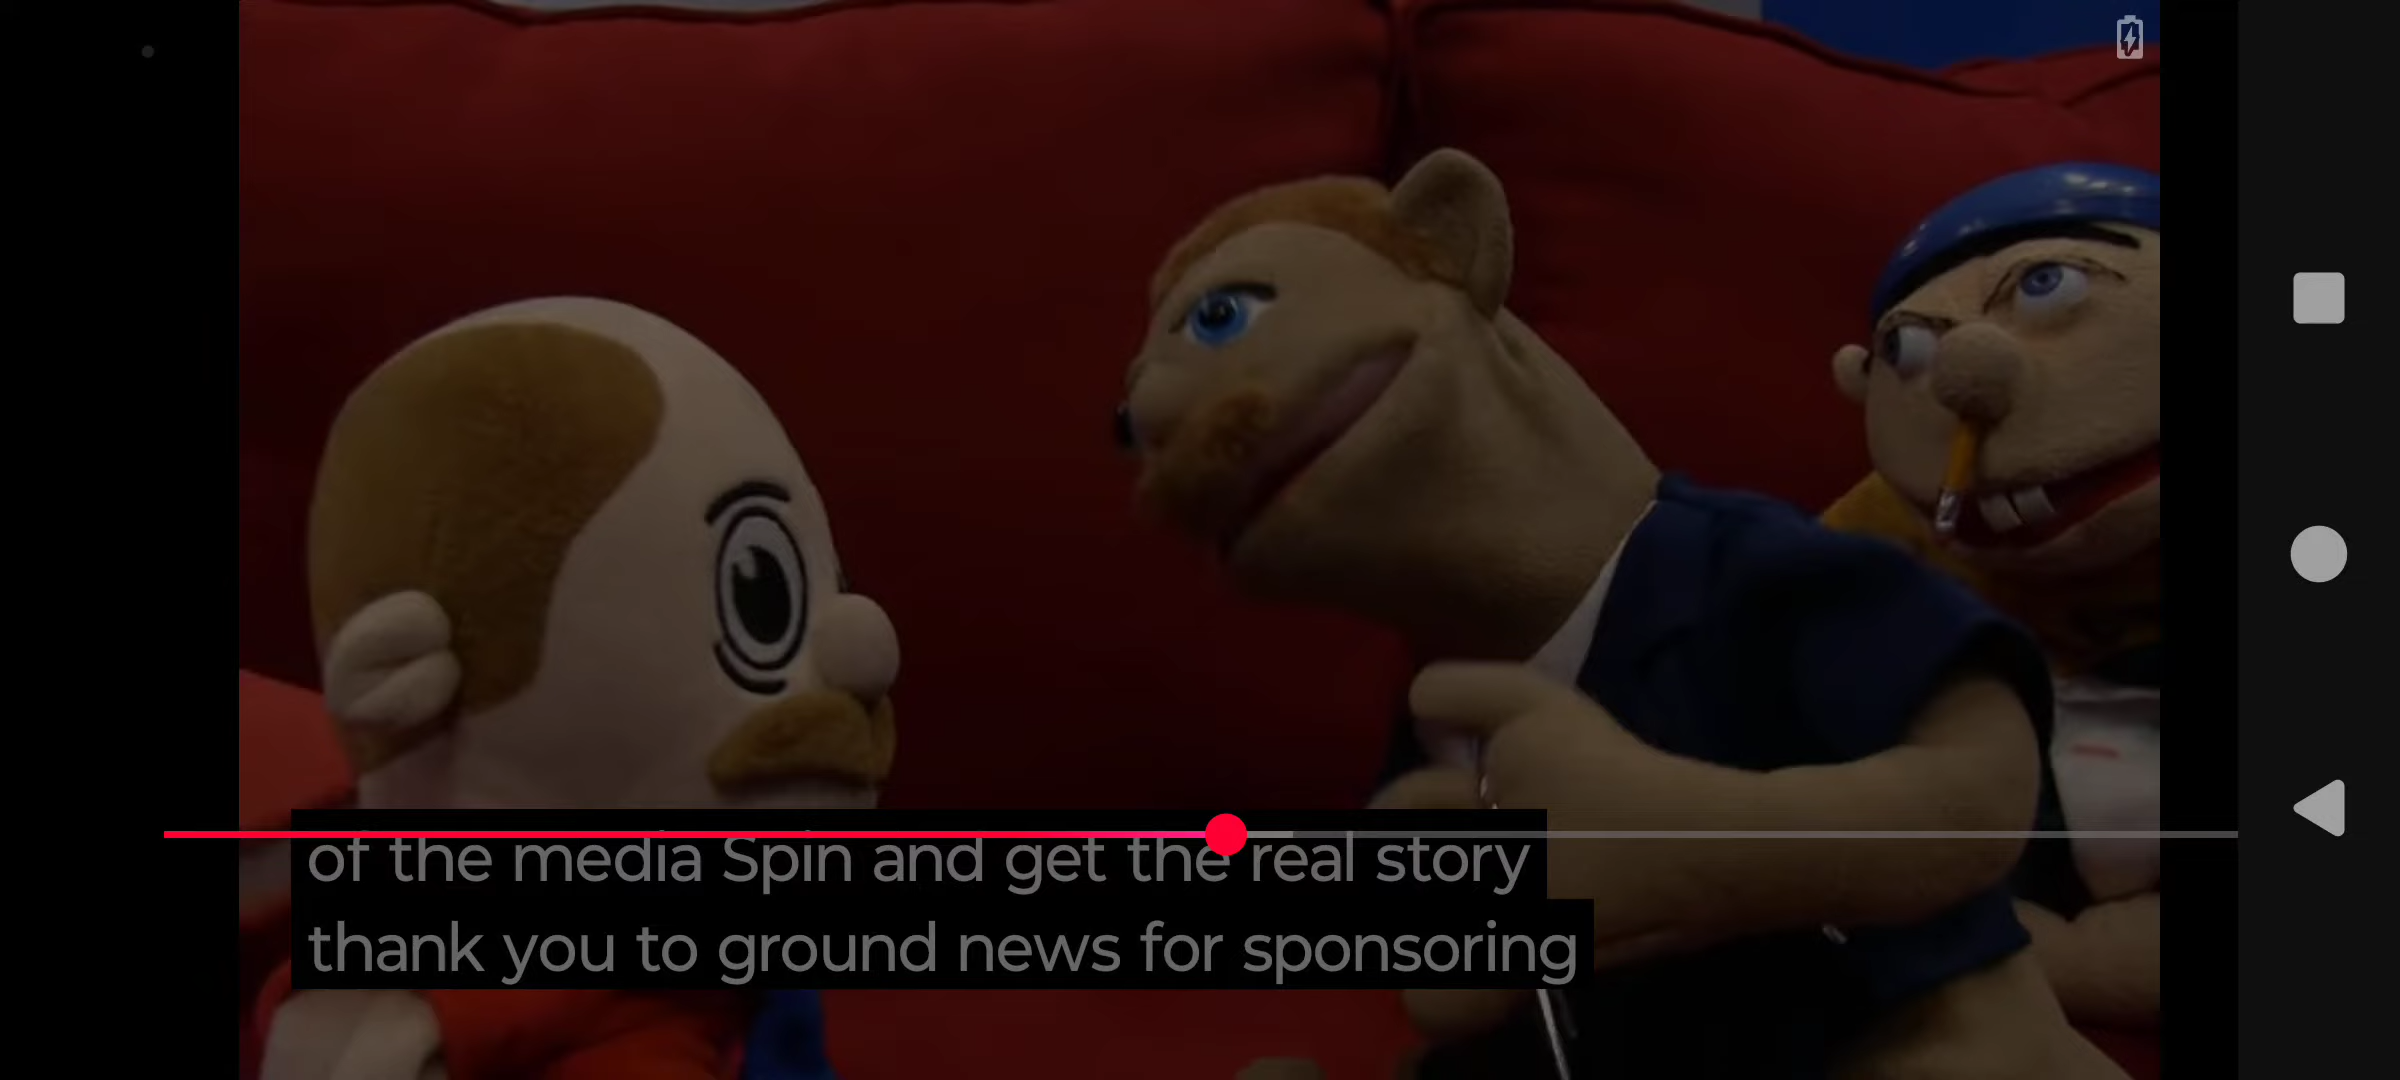 of the media Spin and get the real story
thank you to ground news for sponsoring